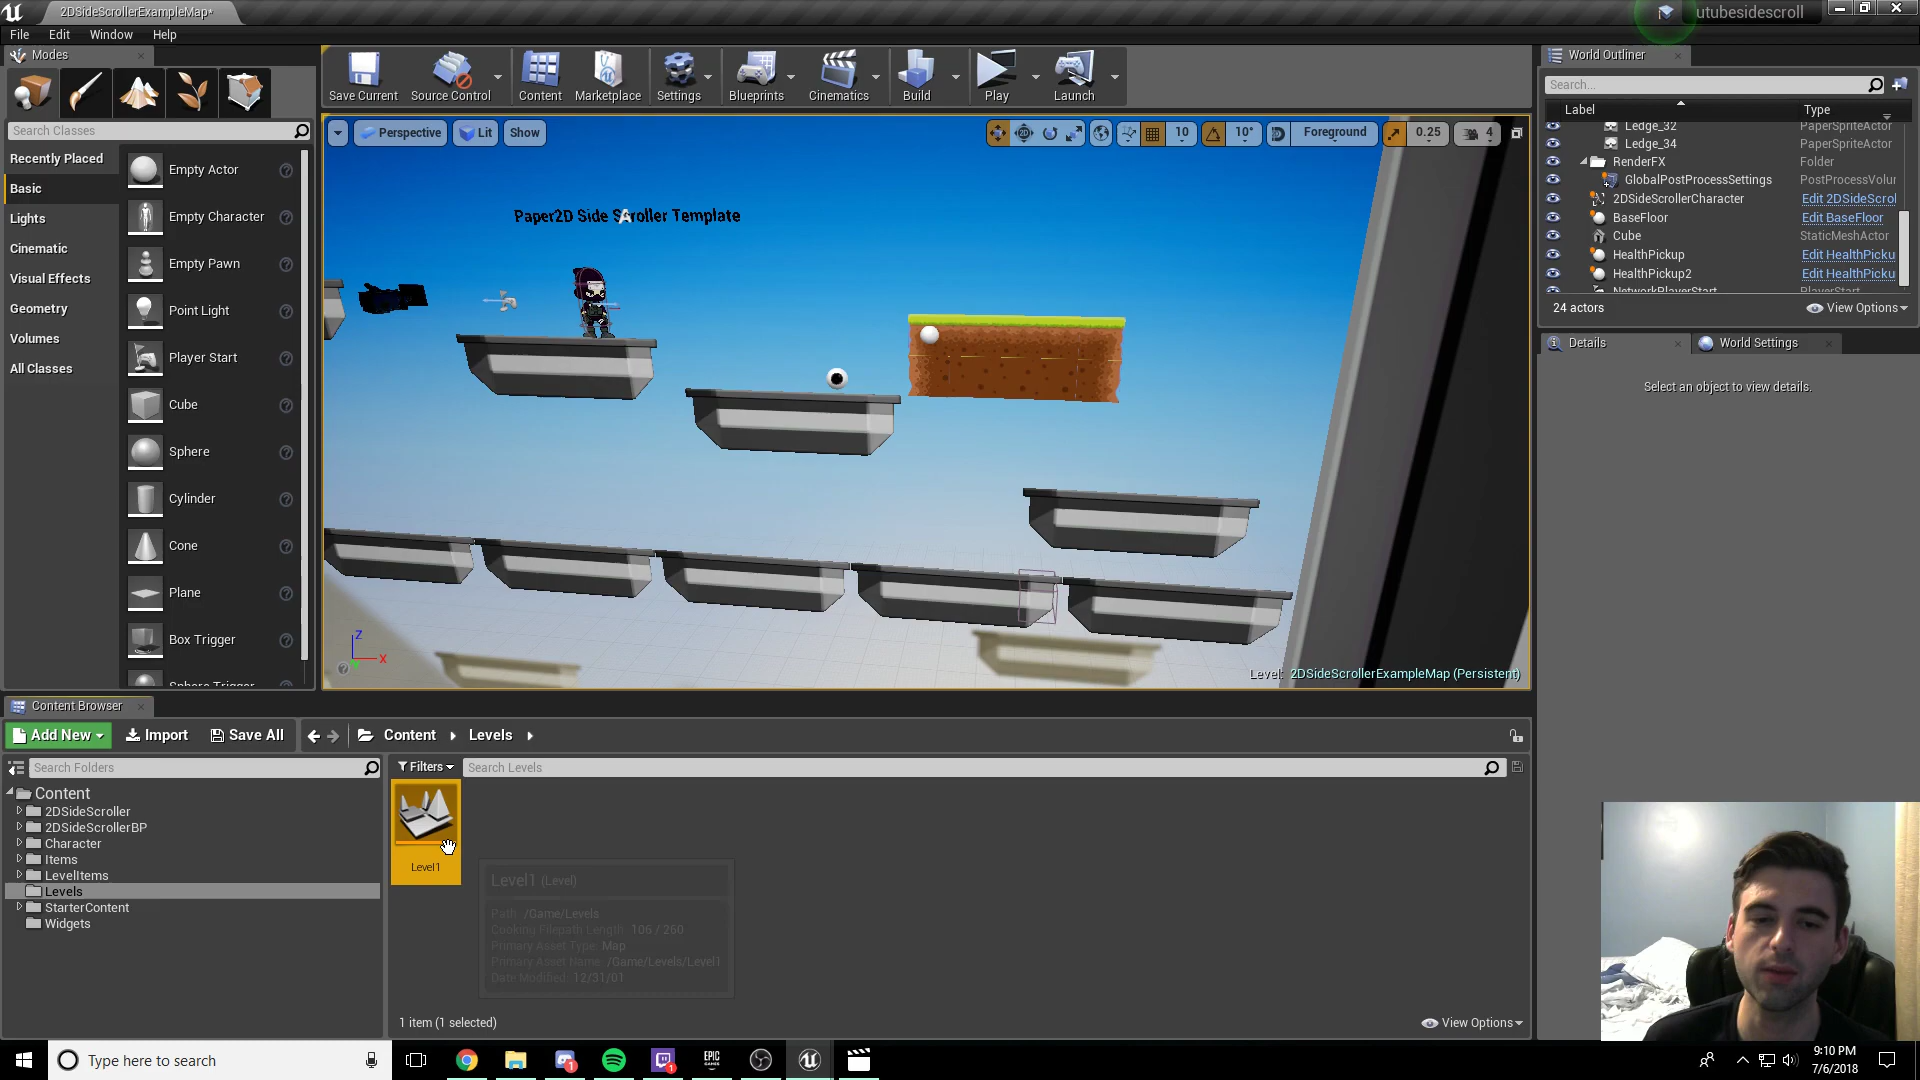 2DSideScrollerExampleMap*
utubesidescroll
File Edit Window Help
Modes
Search Classes
Recently Placed
Basic
Lights
Cinematic
Visual Effects
Geometry
Volumes
All Classes
Empty Actor
Empty Character
Empty Pawn
Point Light
Player Start
Cube
Sphere
Cylinder
Cone
Plane
Box Trigger
Sphere Trigger
Save Current
Source Control
Content
Marketplace
Settings
Blueprints
Cinematics
Build
Play
Launch
Perspective
Lit
Show
10
10°
Foreground
0.25
4
Paper2D Side Scroller Template
Z
X
Level: 2DSideScrollerExampleMap (Persistent)
World Outliner
Search...
Label Type
Ledge_32 PaperSpriteActor
Ledge_34 PaperSpriteActor
RenderFX Folder
GlobalPostProcessSettings PostProcessVolur
2DSideScrollerCharacter Edit 2DSideScrol
BaseFloor Edit BaseFloor
Cube StaticMeshActor
HealthPickup Edit HealthPicku
HealthPickup2 Edit HealthPicku
NetworkPlayerStart PlayerStart
24 actors
View Options
Details
World Settings
Select an object to view details.
Content Browser
Add New
Import
Save All
Content
Levels
Search Folders
Filters
Search Levels
Content
2DSideScroller
2DSideScrollerBP
Character
Items
LevelItems
Levels
StarterContent
Widgets
Level1
Level1 (Level)
Path: /Game/Levels
Cooking Filepath Length: 106 / 260
Primary Asset Type: Map
Primary Asset Name: /Game/Levels/Level1
Date Modified: 12/31/01
1 item (1 selected)
View Options
Type here to search
EPIC
GAMES
1
1
9:10 PM
7/6/2018